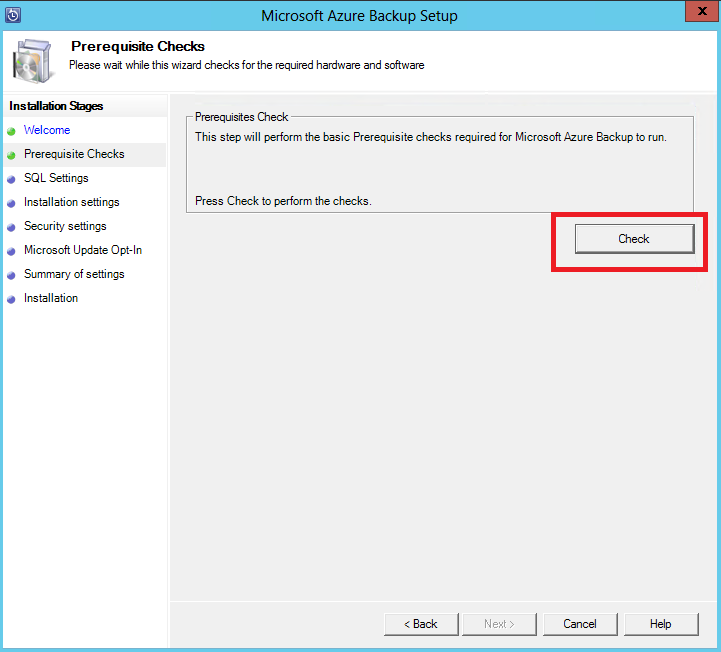 Microsoft Azure Backup Setup
x
Prerequisite Checks
Please wait while this wizard checks for the required hardware and software
Installation Stages
Welcome
Prerequisite Checks
SQL Settings
Installation settings
Security settings
Microsoft Update Opt-In
Summary of settings
Installation
Prerequisites Check
This step will perform the basic Prerequisite checks required for Microsoft Azure Backup to run.
Press Check to perform the checks.
Check
< Back
Next >
Cancel
Help